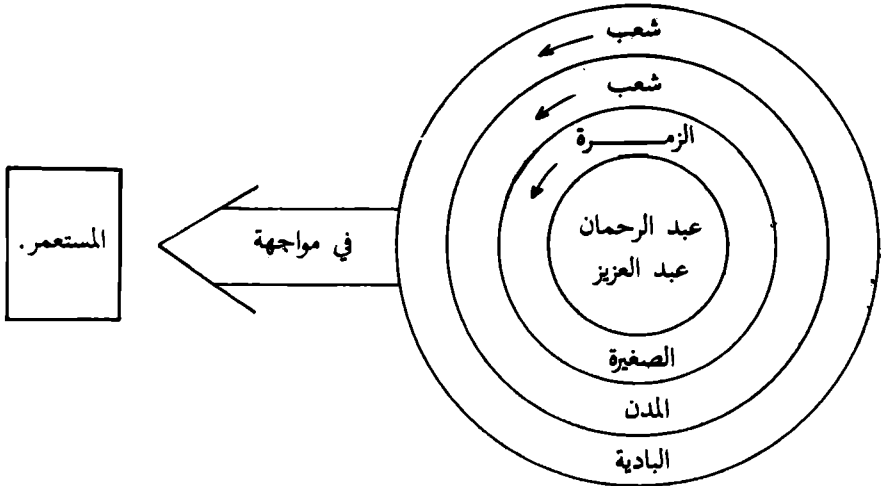 شعب
شعب
الزمـــــرة
عبد الرحمان
عبد العزيز
الصغيرة
المدن
البادية
في مواجهة
المستعمر.